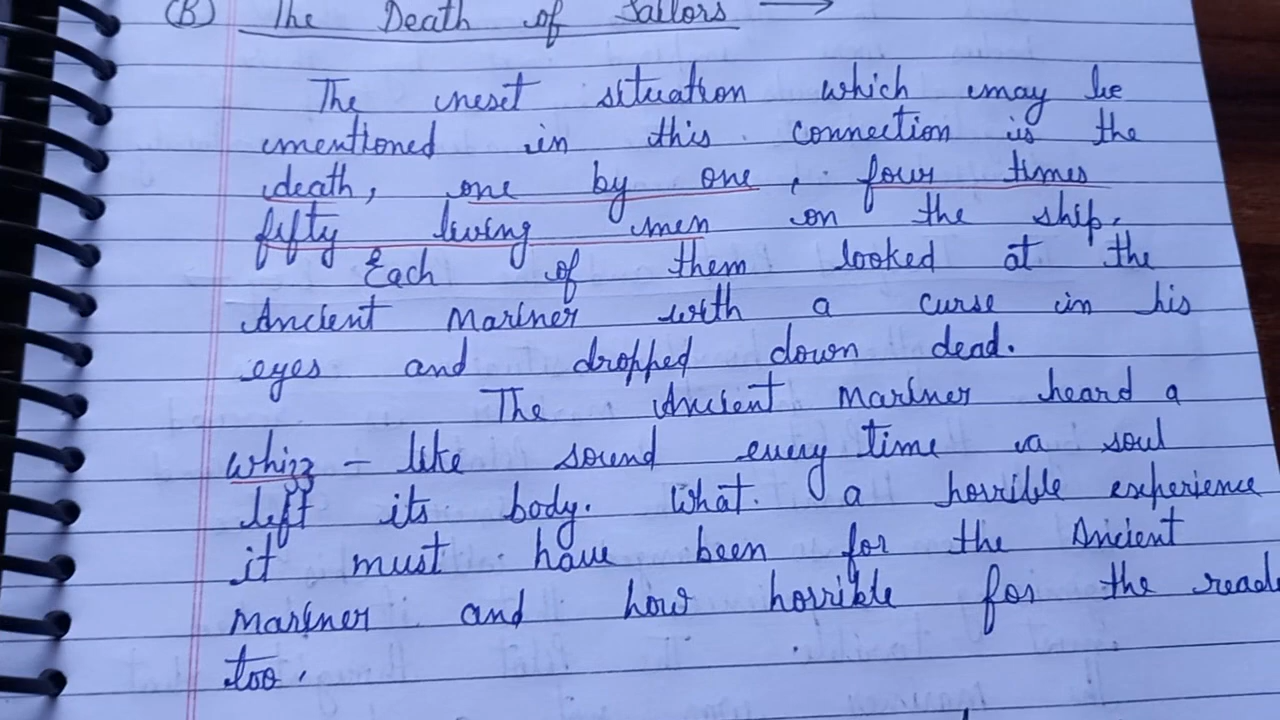 (B) The Death of Sailors →
The next situation which may be
mentioned in this connection is the
death, one by one, four times
fifty living men on the ship.
Each of them looked at the
Ancient Mariner with a curse in his
eyes and dropped down dead.
The Ancient Mariner heard a
whizz - like sound every time a soul
left its body. What a horrible experience
it must have been for the Ancient
Mariner and how horrible for the read
too.